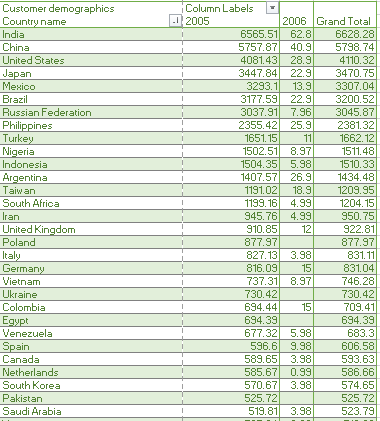 Customer demographics Column Labels
Country name 2005 2006 Grand Total
India 6565.51 62.8 6628.28
China 5757.87 40.9 5798.74
United States 4081.43 28.9 4110.32
Japan 3447.84 22.9 3470.75
Mexico 3293.1 13.9 3307.04
Brazil 3177.59 22.9 3200.52
Russian Federation 3037.91 7.96 3045.87
Philippines 2355.42 25.9 2381.32
Turkey 1651.15 11 1662.12
Nigeria 1502.51 8.97 1511.48
Indonesia 1504.35 5.98 1510.33
Argentina 1407.57 26.9 1434.48
Taiwan 1191.02 18.9 1209.95
South Africa 1199.16 4.99 1204.15
Iran 945.76 4.99 950.75
United Kingdom 910.85 12 922.81
Poland 877.97 877.97
Italy 827.13 3.98 831.11
Germany 816.09 15 831.04
Vietnam 737.31 8.97 746.28
Ukraine 730.42 730.42
Colombia 694.44 15 709.41
Egypt 694.39 694.39
Venezuela 677.32 5.98 683.3
Spain 596.6 9.98 606.58
Canada 589.65 3.98 593.63
Netherlands 585.67 0.99 586.66
South Korea 570.67 3.98 574.65
Pakistan 525.72 525.72
Saudi Arabia 519.81 3.98 523.79